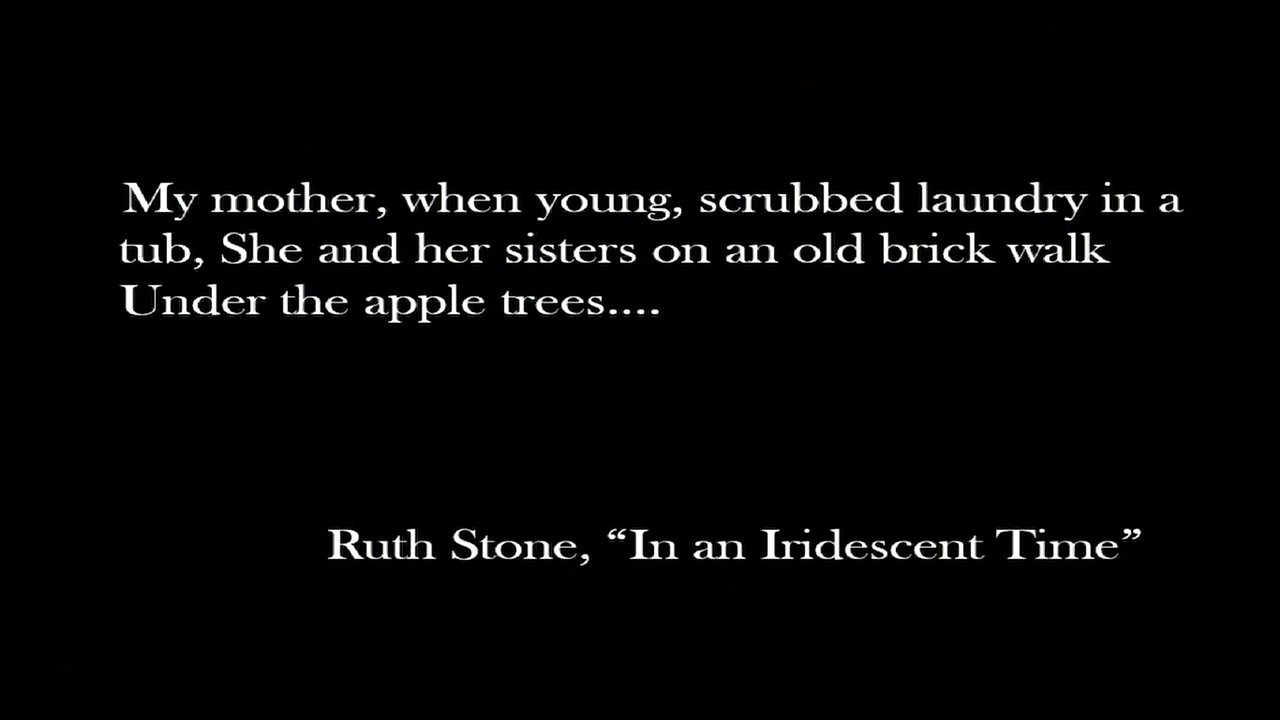 My mother, when young, scrubbed laundry in a
tub, She and her sisters on an old brick walk
Under the apple trees....
Ruth Stone, “In an Iridescent Time”